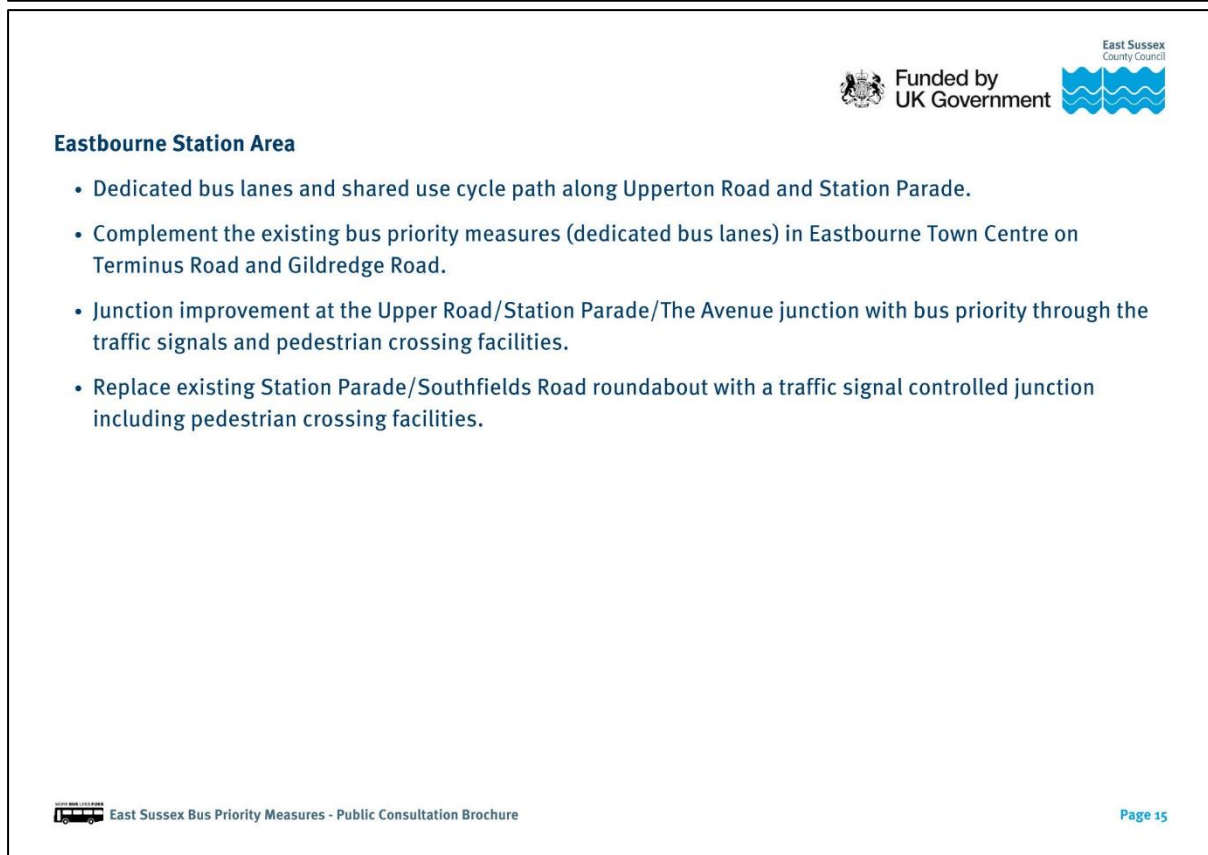 East Sussex
County Council
Funded by
UK Government
Eastbourne Station Area
• Dedicated bus lanes and shared use cycle path along Upperton Road and Station Parade.
• Complement the existing bus priority measures (dedicated bus lanes) in Eastbourne Town Centre on
Terminus Road and Gildredge Road.
• Junction improvement at the Upper Road/Station Parade/The Avenue junction with bus priority through the
traffic signals and pedestrian crossing facilities.
• Replace existing Station Parade/Southfields Road roundabout with a traffic signal controlled junction
including pedestrian crossing facilities.
East Sussex Bus Priority Measures - Public Consultation Brochure
Page 15